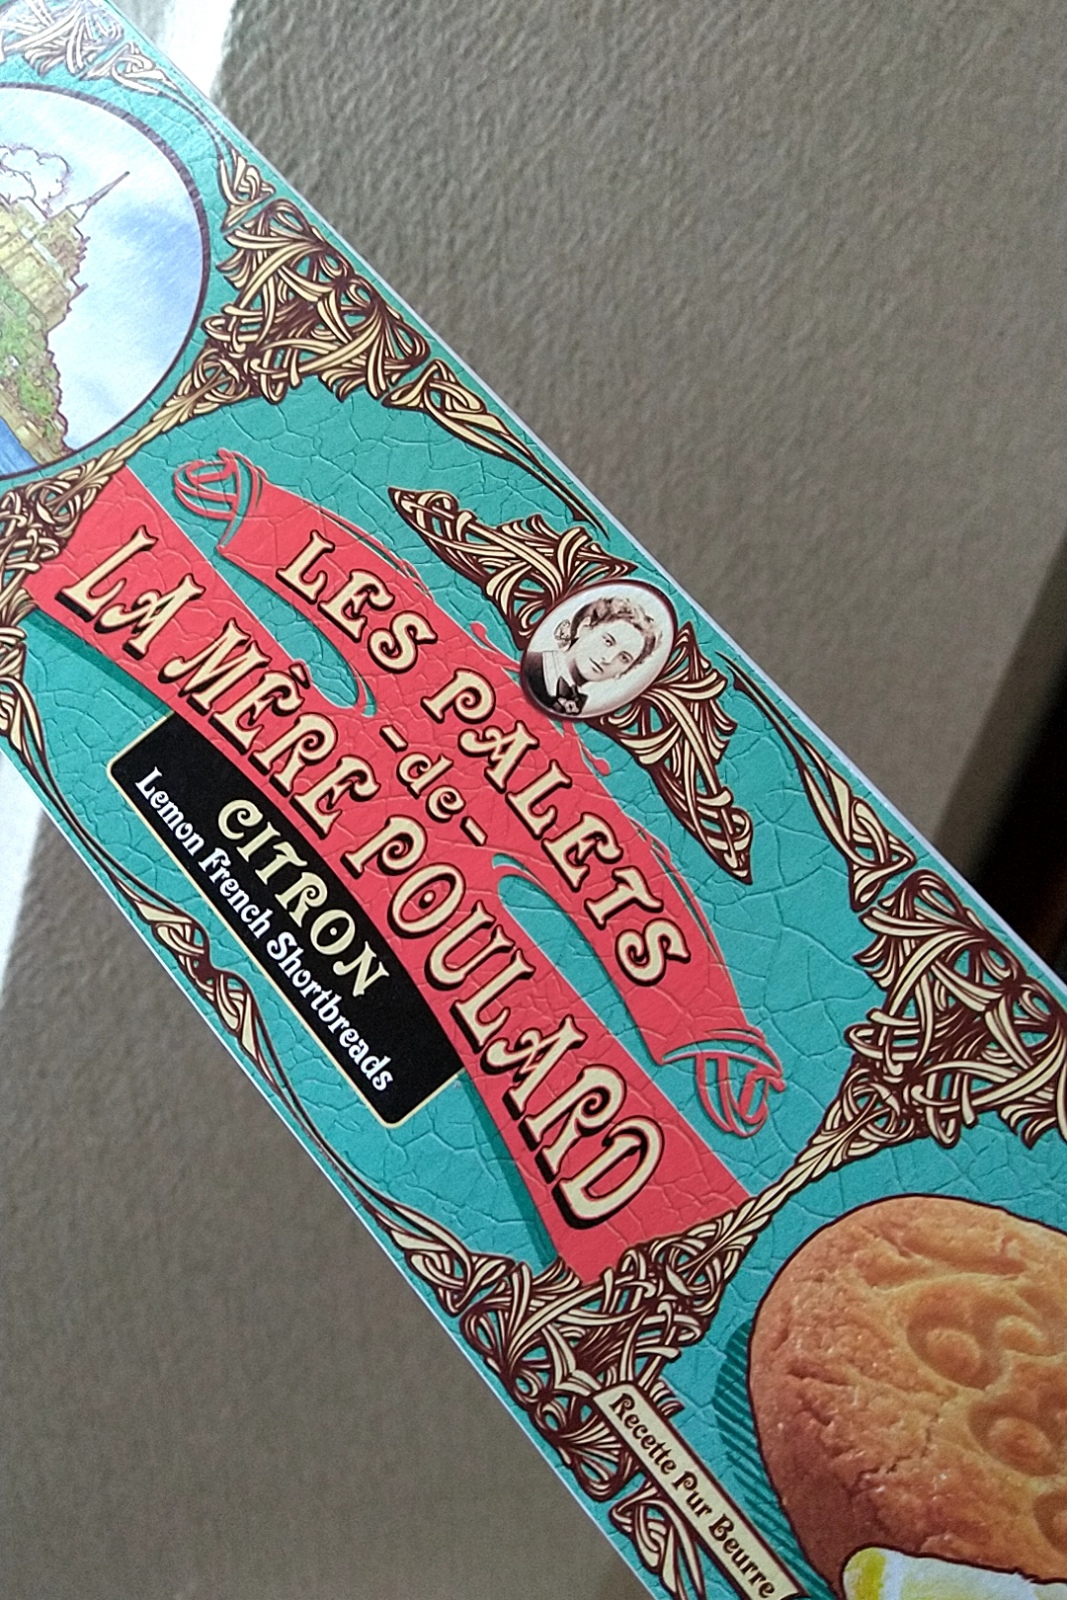 LES PALETS
-de-
LA MÈRE POULARD
CITRON
Lemon French Shortbreads
Recette Pur Beurre